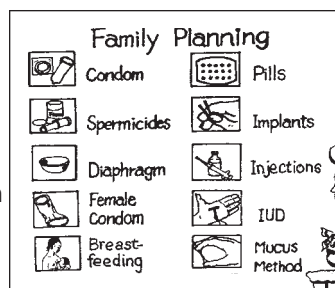 Family Planning
Condom
Spermicides
Diaphragm
Female
Condom
Breast-
feeding
Pills
Implants
Injections
IUD
Mucus
Method